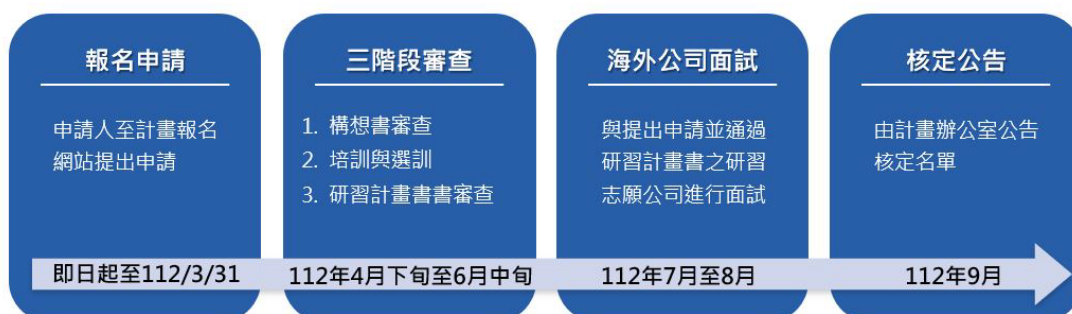 報名申請
申請人至計畫報名
網站提出申請
即日起至112/3/31
三階段審查
1. 構想書審查
2. 培訓與選訓
3. 研習計畫書書審查
112年4月下旬至6月中旬
海外公司面試
與提出申請並通過
研習計畫書之研習
志願公司進行面試
112年7月至8月
核定公告
由計畫辦公室公告
核定名單
112年9月